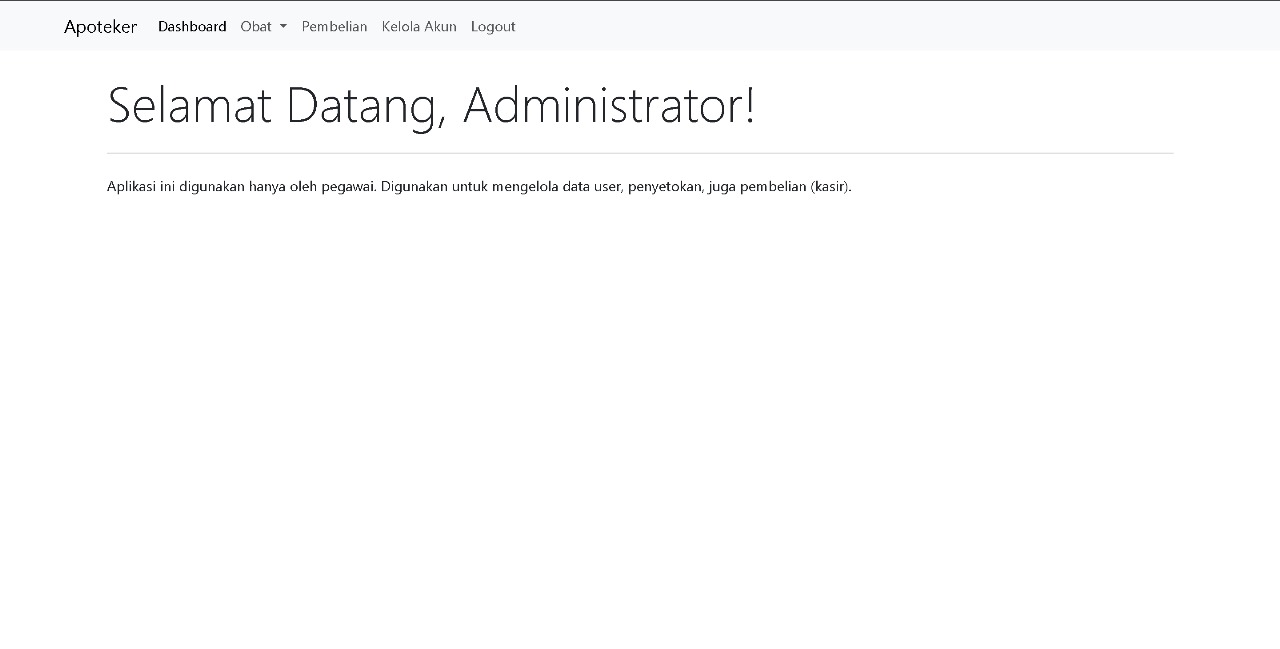 Apoteker Dashboard Obat Pembelian Kelola Akun Logout
Selamat Datang, Administrator!
Aplikasi ini digunakan hanya oleh pegawai. Digunakan untuk mengelola data user, penyetokan, juga pembelian (kasir).